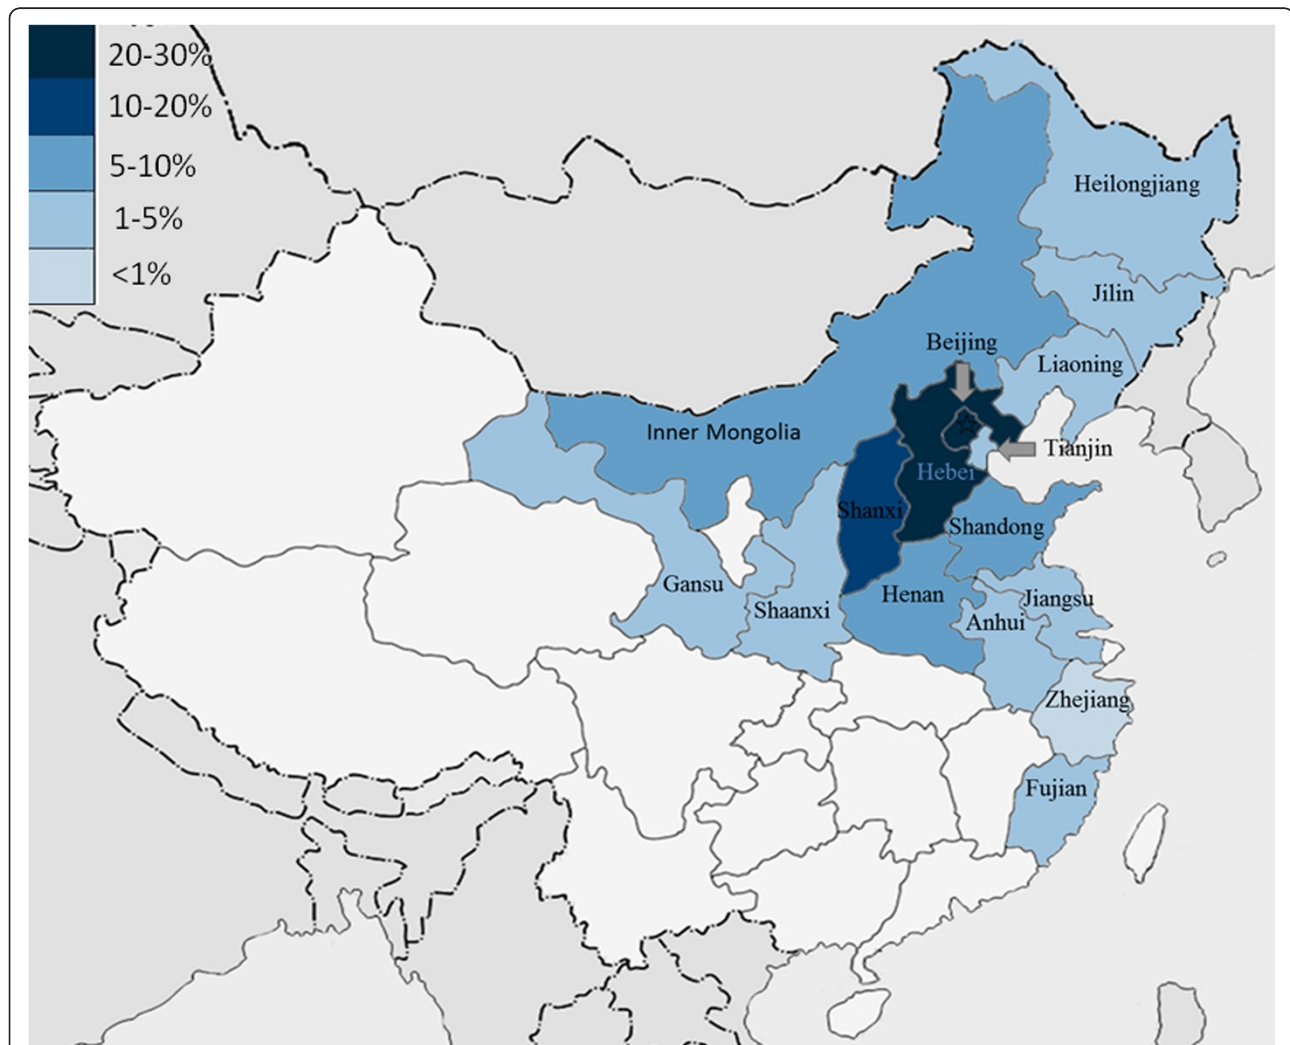 20-30%
10-20%
5-10%
1-5%
<1%
Heilongjiang
Jilin
Beijing
Liaoning
Inner Mongolia
Tianjin
Hebei
Shanxi
Shandong
Gansu
Shaanxi
Henan
Jiangsu
Anhui
Zhejiang
Fujian